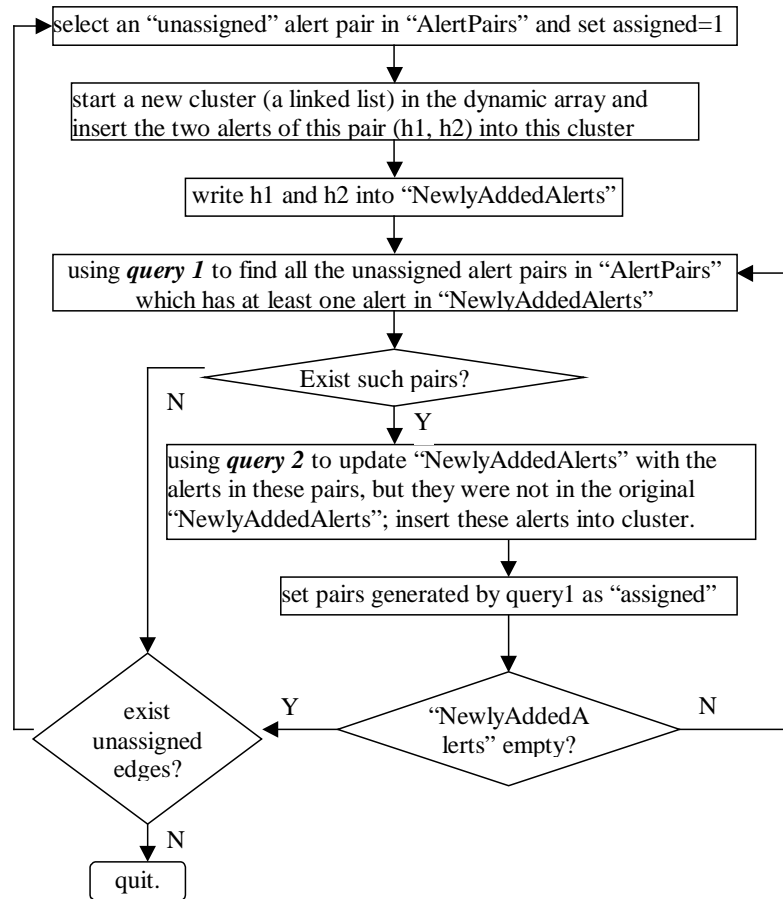 select an “unassigned” alert pair in “AlertPairs” and set assigned=1
start a new cluster (a linked list) in the dynamic array and
insert the two alerts of this pair (h1, h2) into this cluster
write h1 and h2 into “NewlyAddedAlerts”
using query 1 to find all the unassigned alert pairs in “AlertPairs”
which has at least one alert in “NewlyAddedAlerts”
Exist such pairs?
N
Y
using query 2 to update “NewlyAddedAlerts” with the
alerts in these pairs, but they were not in the original
“NewlyAddedAlerts”; insert these alerts into cluster.
set pairs generated by query1 as “assigned”
exist
unassigned
edges?
Y
“NewlyAddedA
lerts” empty?
N
N
quit.